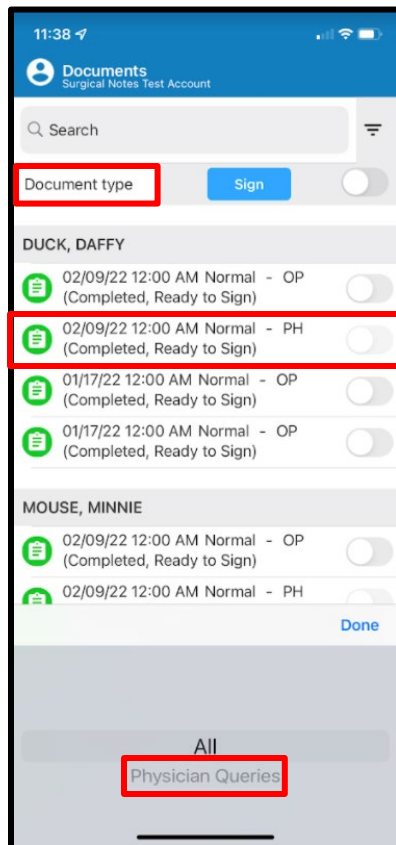 11:38
Documents
Surgical Notes Test Account
Search
Document type Sign
DUCK, DAFFY
02/09/22 12:00 AM Normal - OP
(Completed, Ready to Sign)
02/09/22 12:00 AM Normal - PH
(Completed, Ready to Sign)
01/17/22 12:00 AM Normal - OP
(Completed, Ready to Sign)
01/17/22 12:00 AM Normal - OP
(Completed, Ready to Sign)
MOUSE, MINNIE
02/09/22 12:00 AM Normal - OP
(Completed, Ready to Sign)
02/09/22 12:00 AM Normal - PH
Done
All
Physician Queries